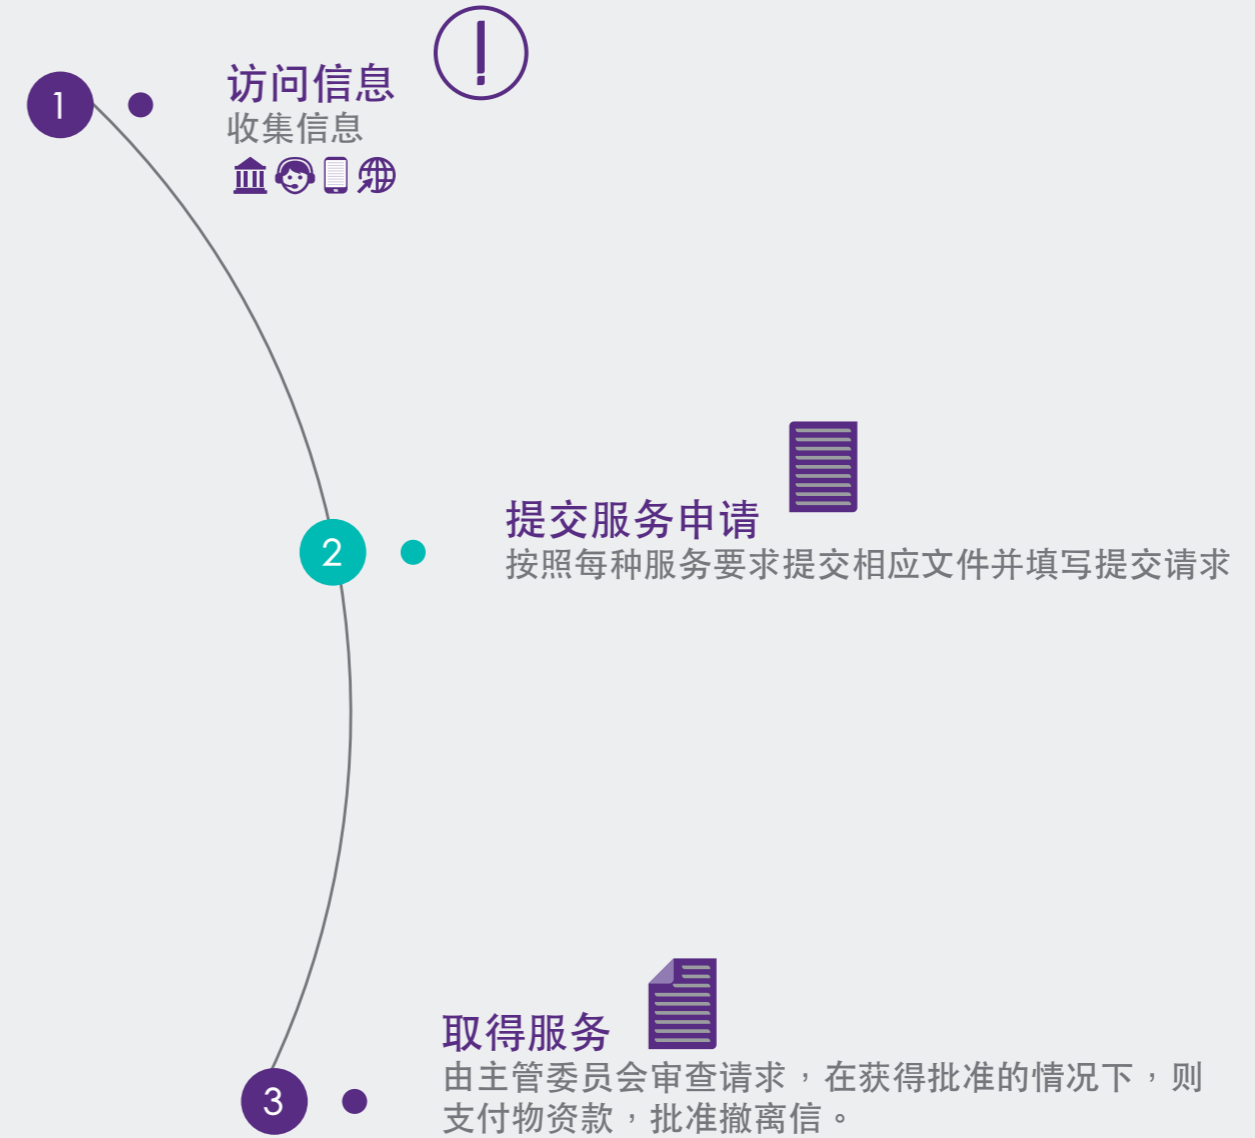 1
访问信息
收集信息
2
提交服务申请
按照每种服务要求提交相应文件并填写提交请求
3
取得服务
由主管委员会审查请求，在获得批准的情况下，则
支付物资款，批准撤离信。